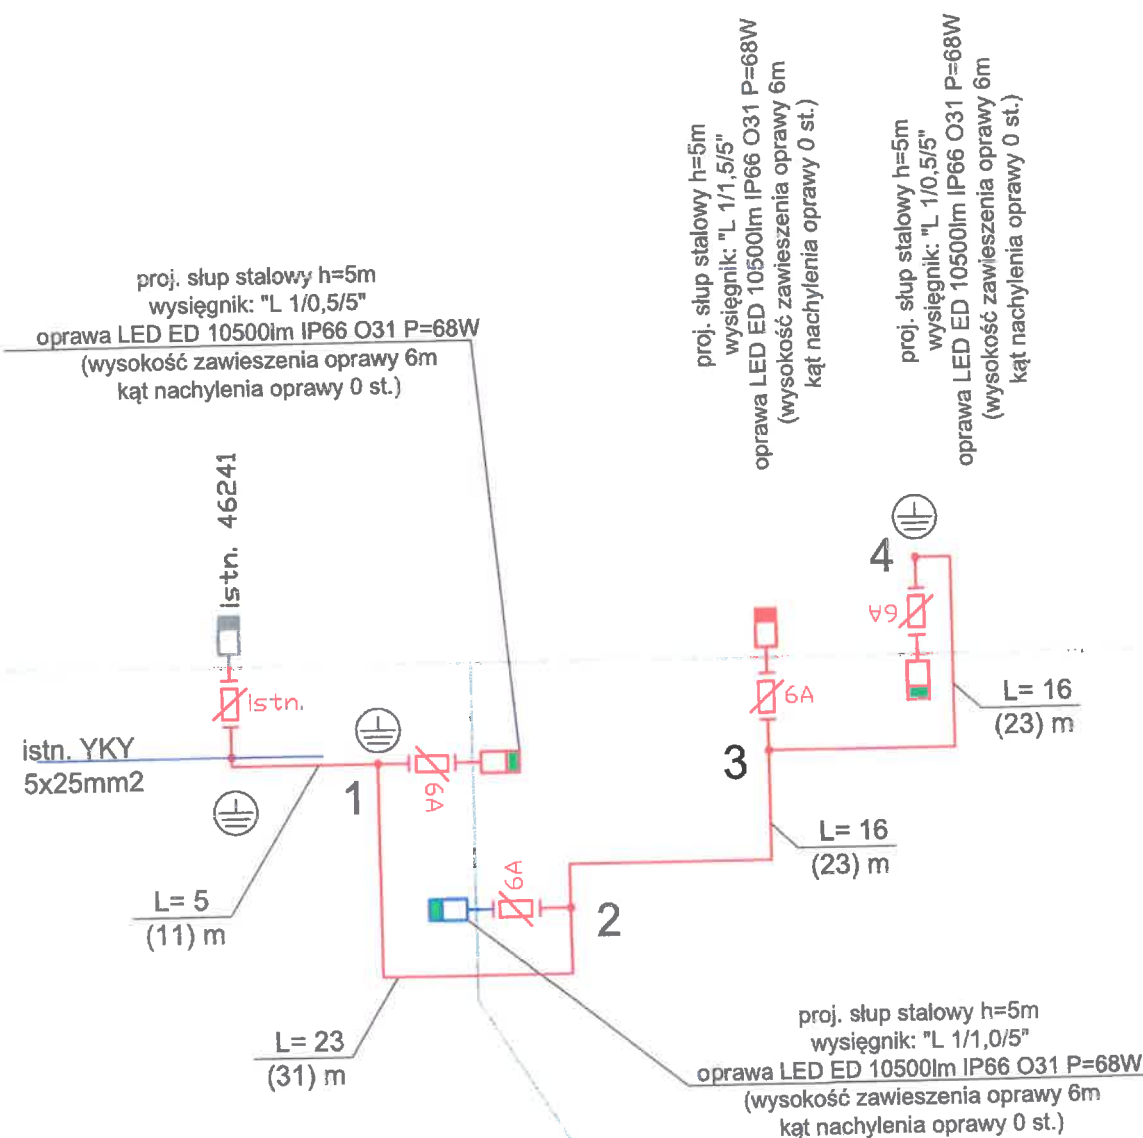 proj. słup stalowy h=5m
wysięgnik: "L 1/1,5/5"
oprawa LED ED 10500lm IP66 O31 P=68W
(wysokość zawieszenia oprawy 6m
kąt nachylenia oprawy 0 st.)
proj. słup stalowy h=5m
wysięgnik: "L 1/0,5/5"
oprawa LED ED 10500lm IP66 O31 P=68W
(wysokość zawieszenia oprawy 6m
kąt nachylenia oprawy 0 st.)
proj. słup stalowy h=5m
wysięgnik: "L 1/0,5/5"
oprawa LED ED 10500lm IP66 O31 P=68W
(wysokość zawieszenia oprawy 6m
kąt nachylenia oprawy 0 st.)
istn. 46241
4
6A
istn.
6A
L= 16
(23) m
istn. YKY
5x25mm2
1
6A
3
L= 16
(23) m
6A
2
L= 5
(11) m
L= 23
(31) m
proj. słup stalowy h=5m
wysięgnik: "L 1/1,0/5"
oprawa LED ED 10500lm IP66 O31 P=68W
(wysokość zawieszenia oprawy 6m
kąt nachylenia oprawy 0 st.)